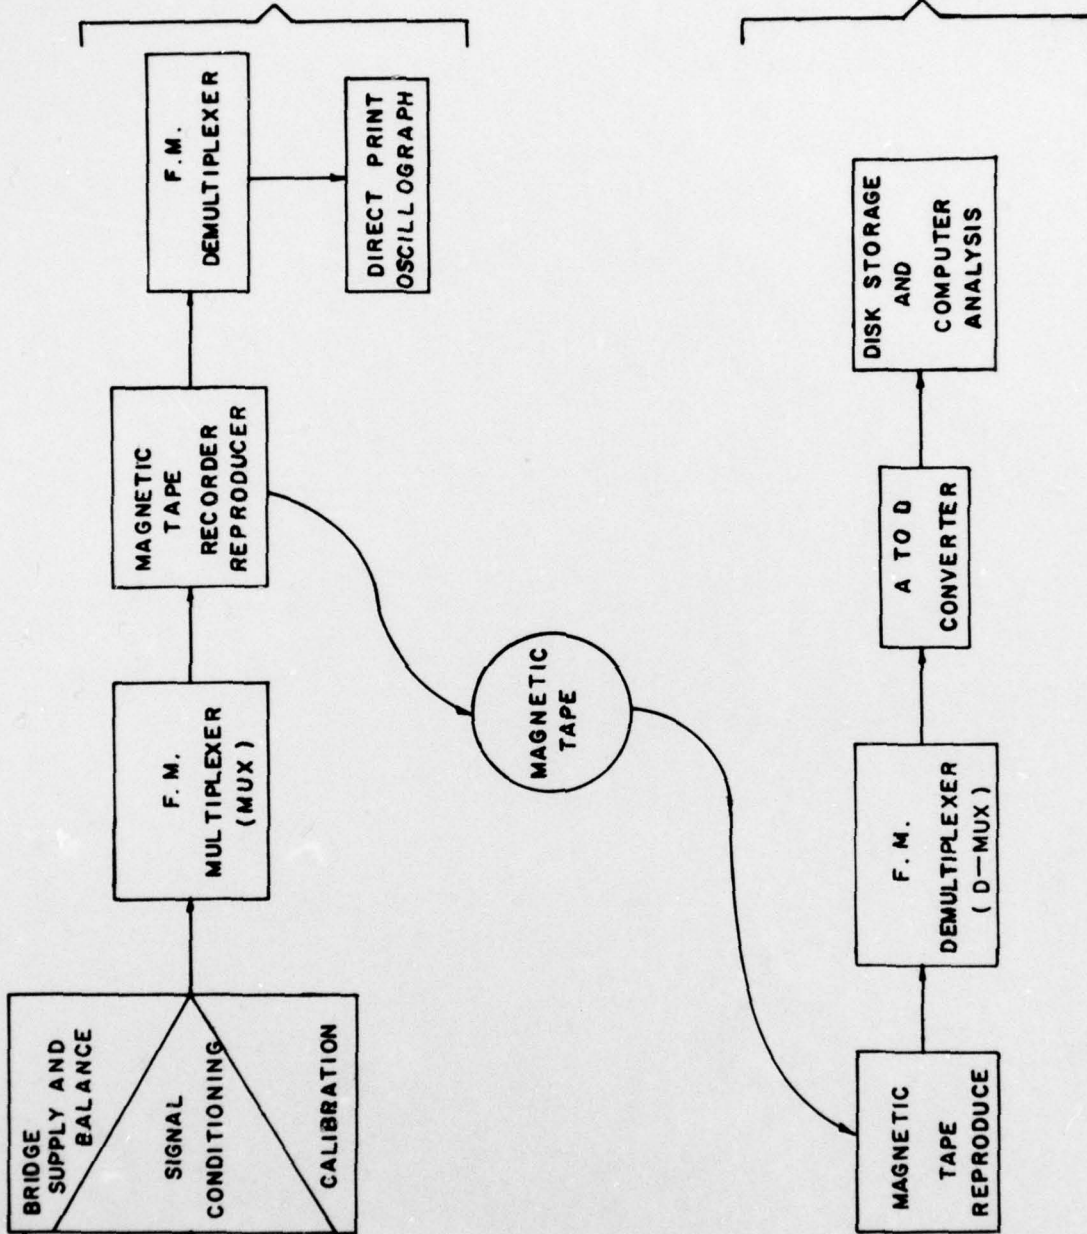 BRIDGE
SUPPLY AND
BALANCE
SIGNAL
CONDITIONING
CALIBRATION
F.M.
MULTIPLEXER
(MUX)
MAGNETIC
TAPE
RECORDER
REPRODUCER
F.M.
DEMULTIPLEXER
DIRECT PRINT
OSCILLOGRAPH
MAGNETIC
TAPE
MAGNETIC
TAPE
REPRODUCE
F.M.
DEMULTIPLEXER
(D-MUX)
A TO D
CONVERTER
DISK STORAGE
AND
COMPUTER
ANALYSIS